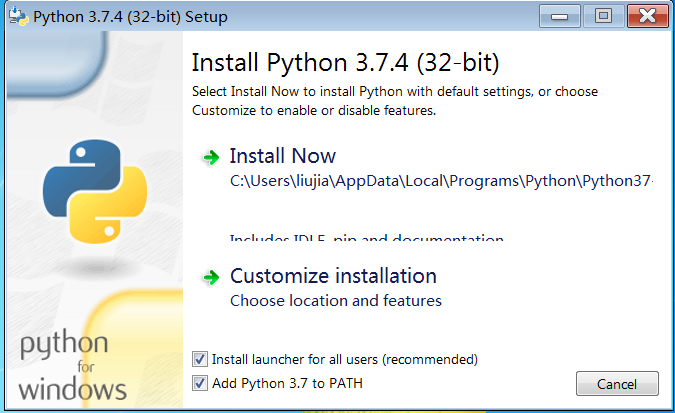 Python 3.7.4 (32-bit) Setup
Install Python 3.7.4 (32-bit)
Select Install Now to install Python with default settings, or choose
Customize to enable or disable features.
Install Now
C:\Users\liujia\AppData\Local\Programs\Python\Python37-
Includes IDLE, pip and documentation
Customize installation
Choose location and features
python
for
windows
Install launcher for all users (recommended)
Add Python 3.7 to PATH
Cancel